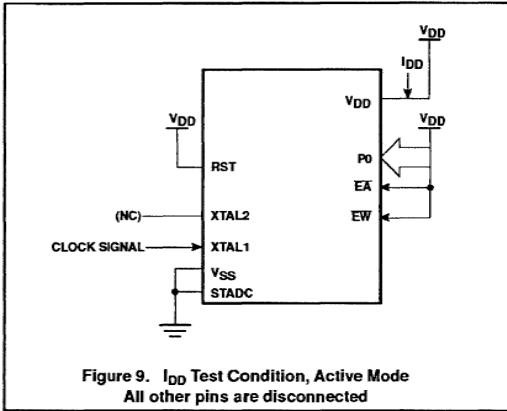 VDD
IDD
VDD
VDD
VDD
P0
RST
EA
(NC)
XTAL2
EW
CLOCK SIGNAL
XTAL1
VSS
STADC
Figure 9. IDD Test Condition, Active Mode
All other pins are disconnected